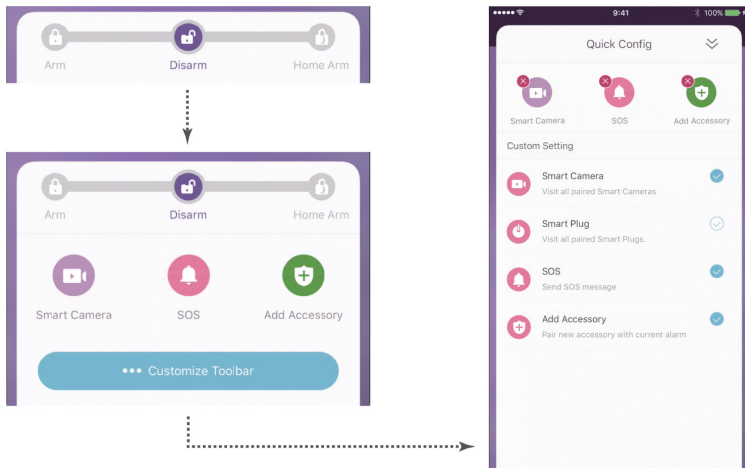 Arm Disarm Home Arm
Arm Disarm Home Arm
Smart Camera SOS Add Accessory
••• Customize Toolbar
9:41 100%
Quick Config
Smart Camera SOS Add Accessory
Custom Setting
Smart Camera
Visit all paired Smart Cameras
Smart Plug
Visit all paired Smart Plugs.
SOS
Send SOS message
Add Accessory
Pair new accessory with current alarm